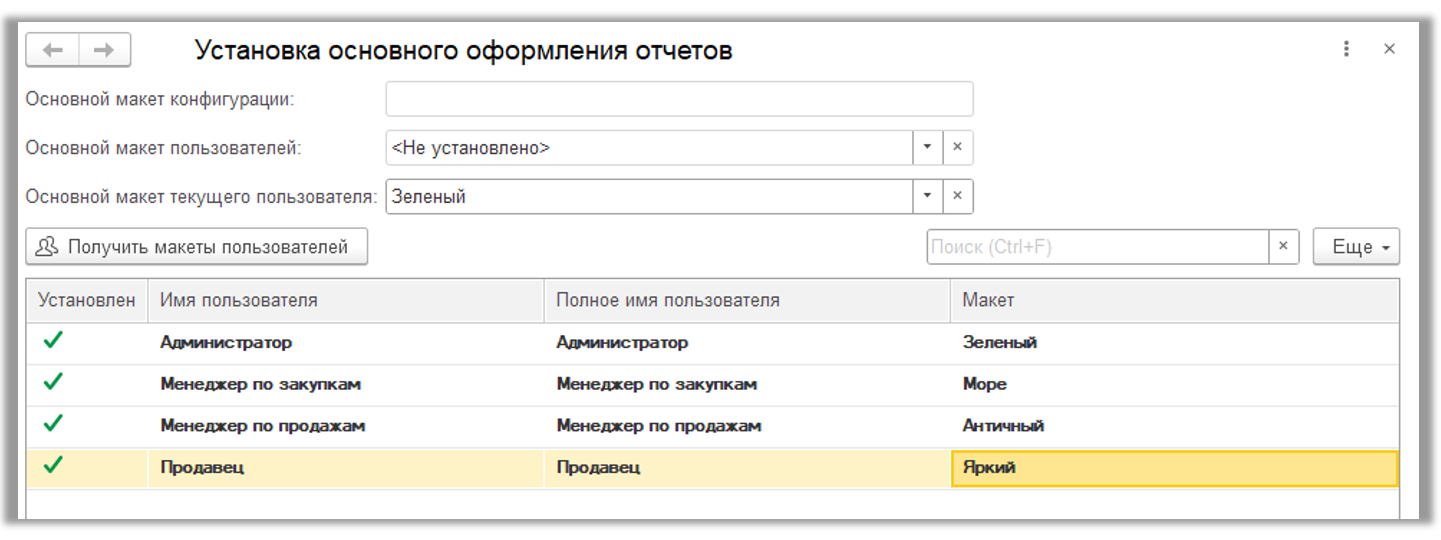 Установка основного оформления отчетов
Основной макет конфигурации:
Основной макет пользователей: <Не установлено>
Основной макет текущего пользователя: Зеленый
Получить макеты пользователей Поиск (Ctrl+F) Еще
Установлен Имя пользователя Полное имя пользователя Макет
Администратор Администратор Зеленый
Менеджер по закупкам Менеджер по закупкам Море
Менеджер по продажам Менеджер по продажам Античный
Продавец Продавец Яркий